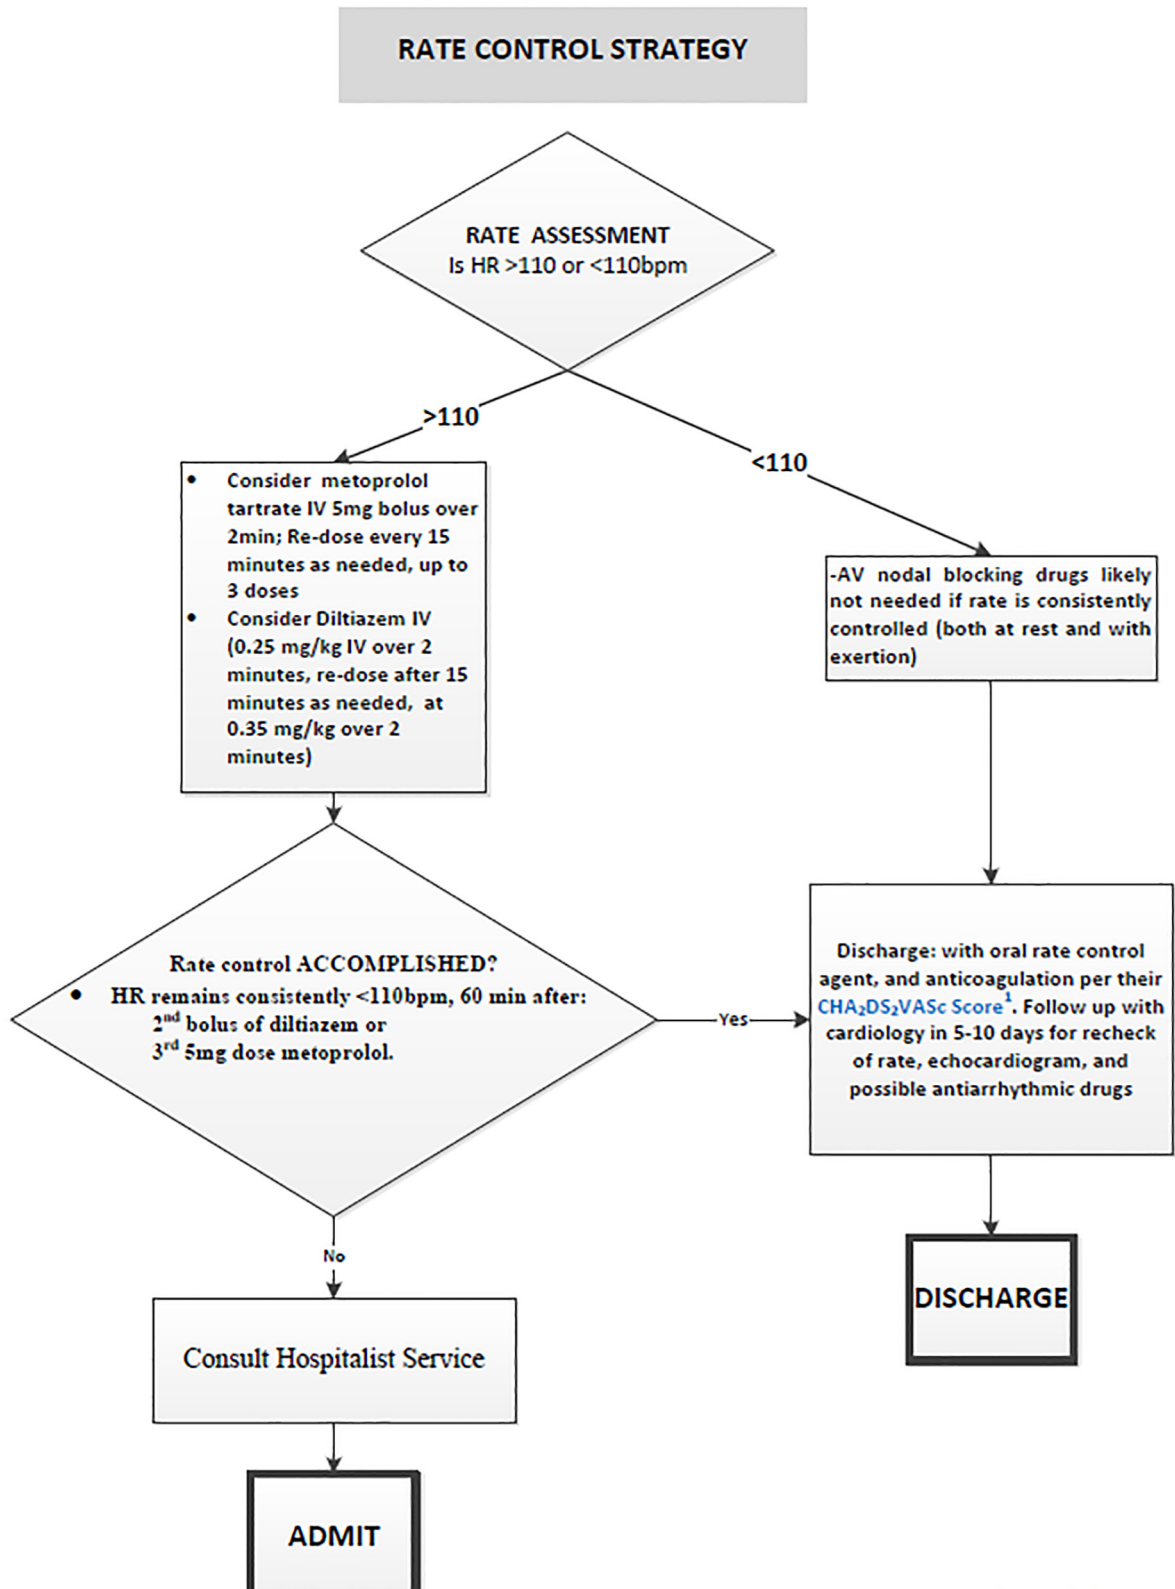 RATE CONTROL STRATEGY
RATE ASSESSMENT
Is HR >110 or <110bpm
>110
<110
• Consider metoprolol
tartrate IV 5mg bolus over
2min; Re-dose every 15
minutes as needed, up to
3 doses
• Consider Diltiazem IV
(0.25 mg/kg IV over 2
minutes, re-dose after 15
minutes as needed, at
0.35 mg/kg over 2
minutes)
-AV nodal blocking drugs likely
not needed if rate is consistently
controlled (both at rest and with
exertion)
Rate control ACCOMPLISHED?
• HR remains consistently <110bpm, 60 min after:
2nd bolus of diltiazem or
3rd 5mg dose metoprolol.
Yes
Discharge: with oral rate control
agent, and anticoagulation per their
CHA₂DS₂VASc Score¹. Follow up with
cardiology in 5-10 days for recheck
of rate, echocardiogram, and
possible antiarrhythmic drugs
No
Consult Hospitalist Service
DISCHARGE
ADMIT